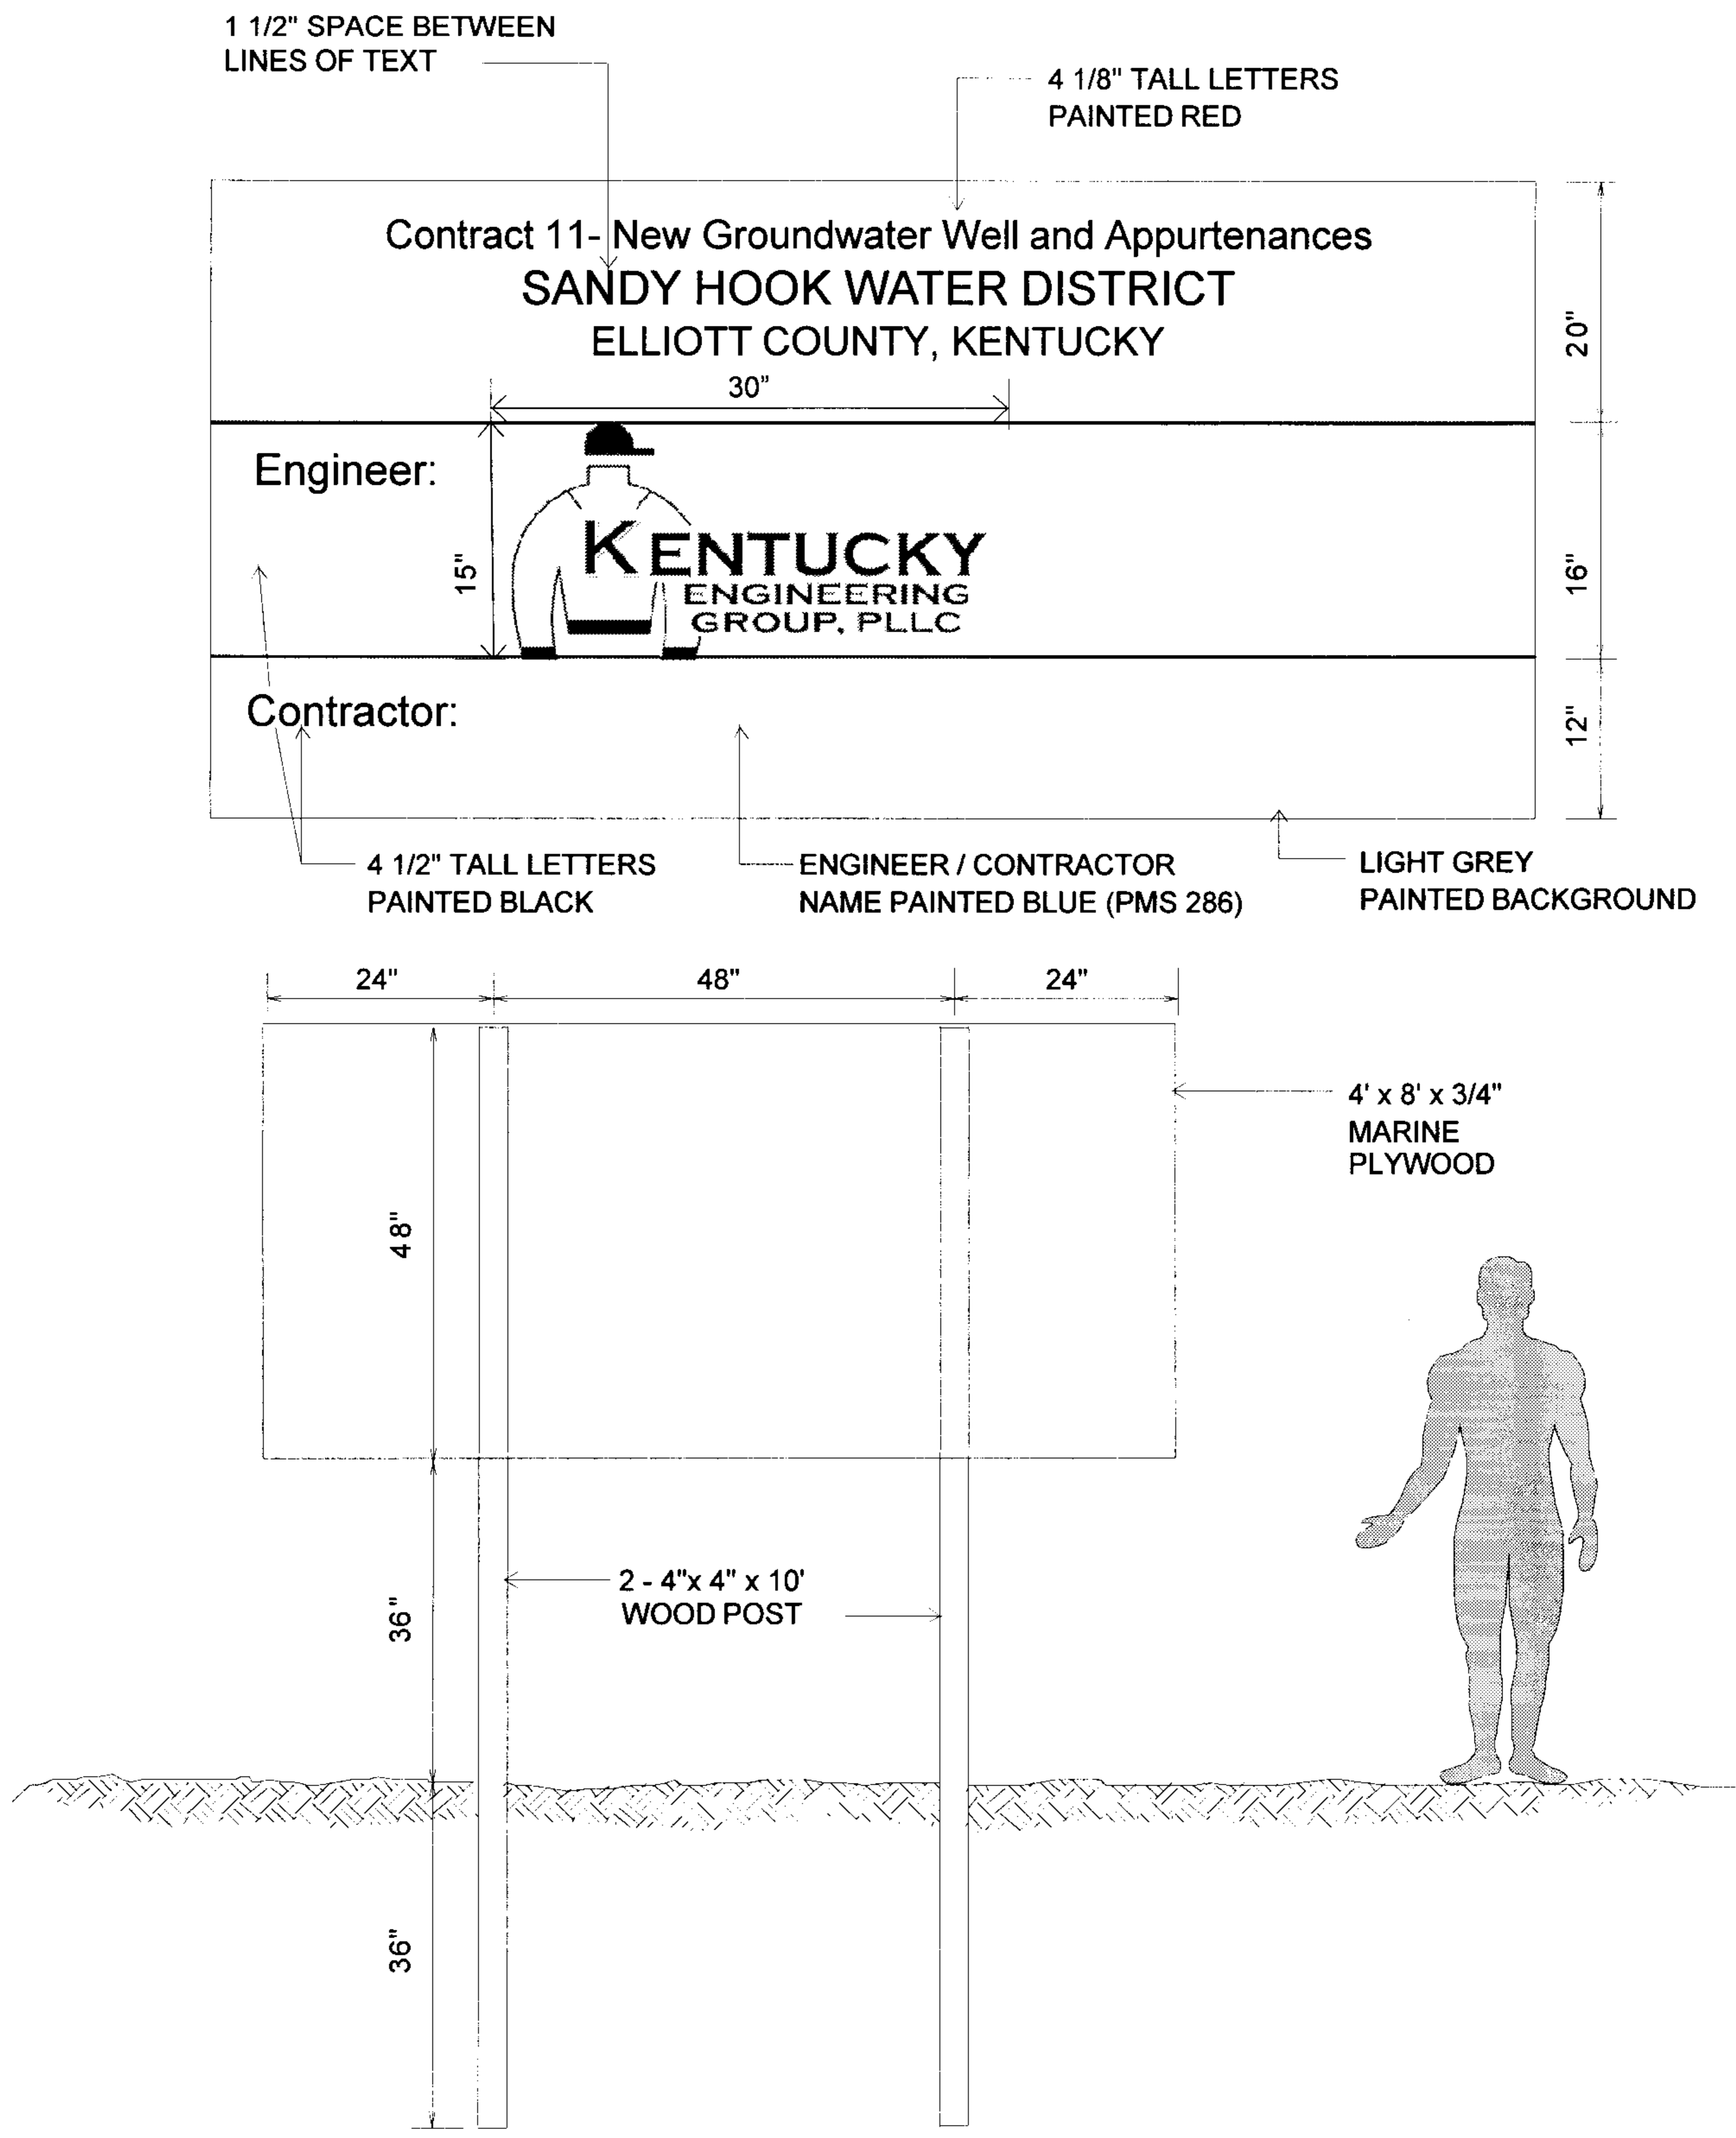 1 1/2" SPACE BETWEEN
LINES OF TEXT
4 1/8" TALL LETTERS
PAINTED RED
Contract 11- New Groundwater Well and Appurtenances
SANDY HOOK WATER DISTRICT
ELLIOTT COUNTY, KENTUCKY
20"
30”
Engineer:
15"
KENTUCKY
ENGINEERING
GROUP, PLLC
16"
Contractor:
12"
4 1/2" TALL LETTERS
PAINTED BLACK
ENGINEER / CONTRACTOR
NAME PAINTED BLUE (PMS 286)
LIGHT GREY
PAINTED BACKGROUND
24"
48"
24"
4' x 8' x 3/4"
MARINE
PLYWOOD
48"
2 - 4"x 4" x 10'
WOOD POST
36"
36"